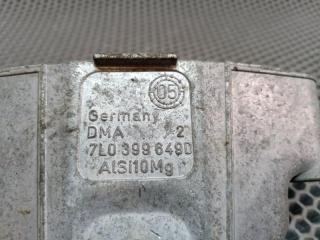 05
Germany
DMA 2
7L0 399 649D
AlSi10Mg